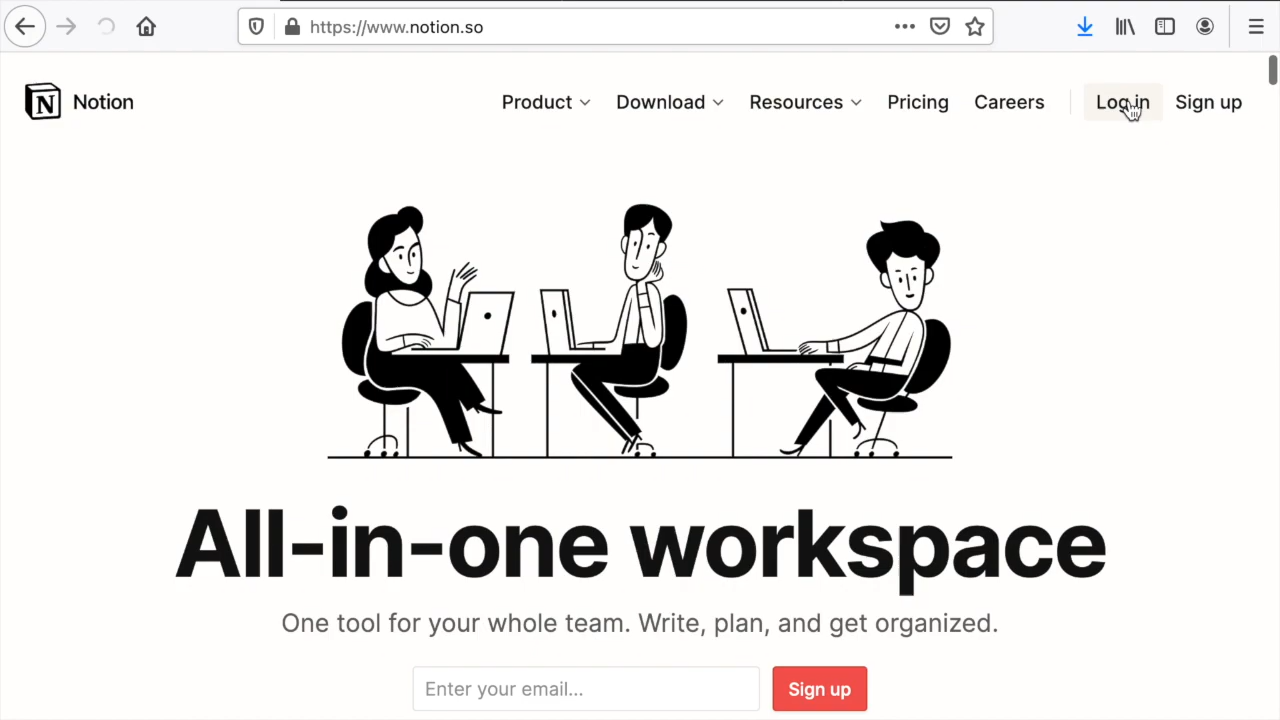 https://www.notion.so
N Notion Product Download Resources Pricing Careers Log in Sign up
All-in-one workspace
One tool for your whole team. Write, plan, and get organized.
Enter your email... Sign up